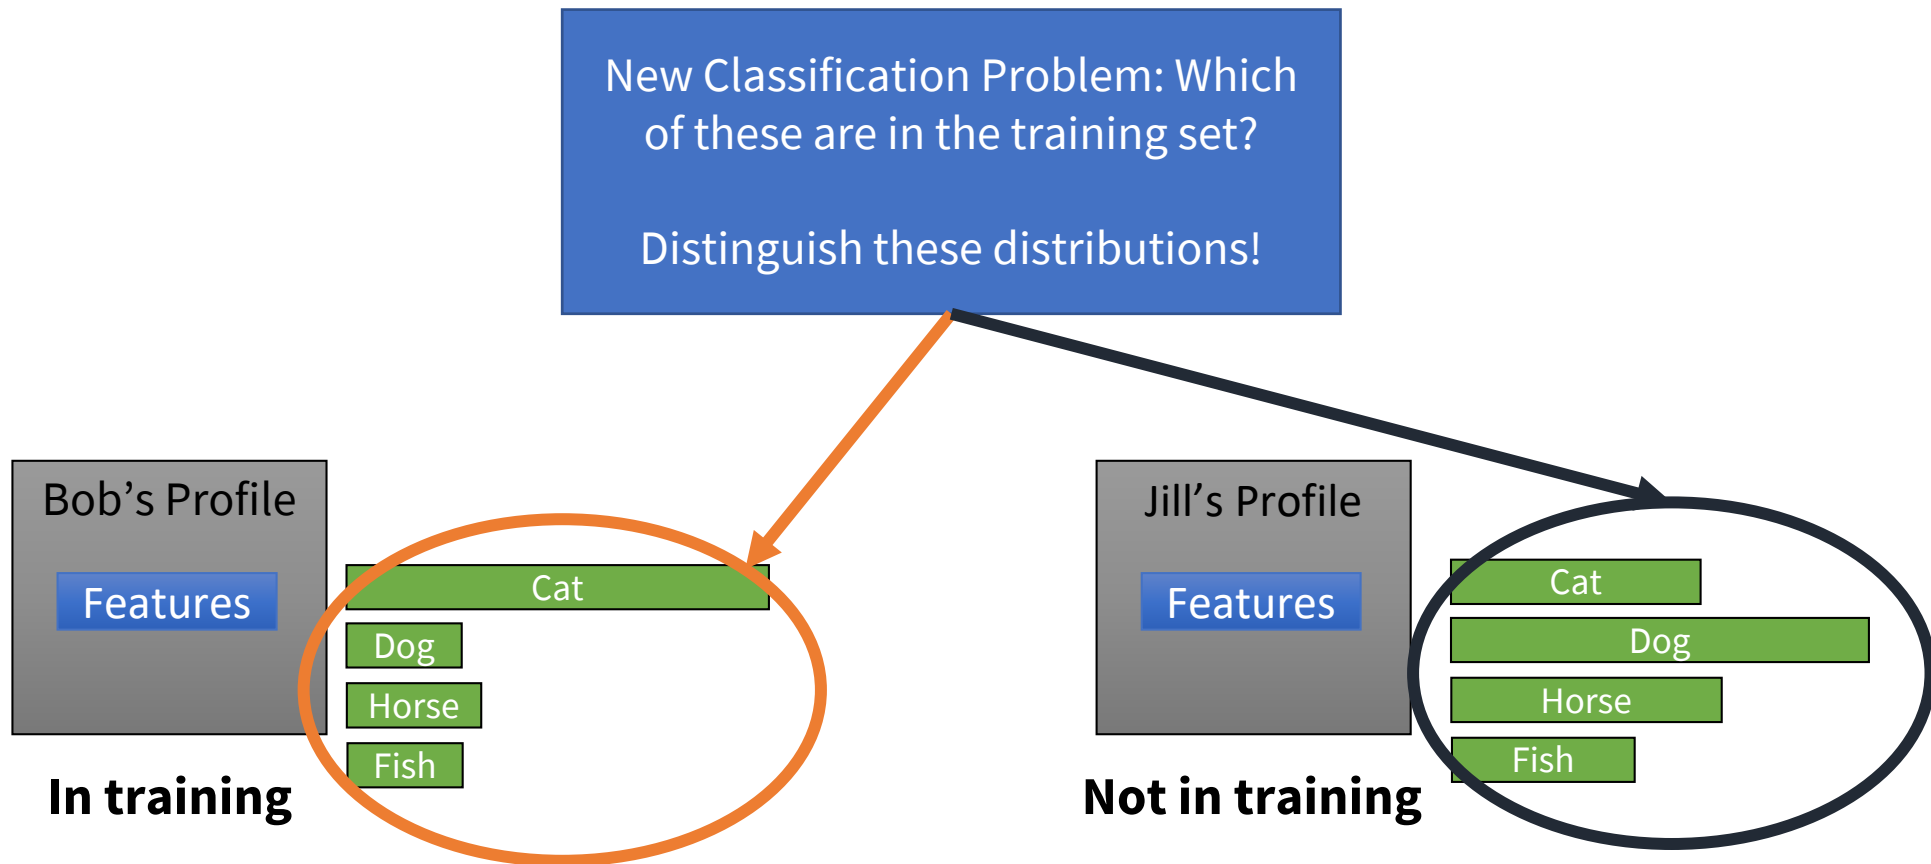 New Classification Problem: Which
of these are in the training set?
Distinguish these distributions!
Bob’s Profile
Features
Cat
Dog
Horse
Fish
In training
Jill’s Profile
Features
Cat
Dog
Horse
Fish
Not in training